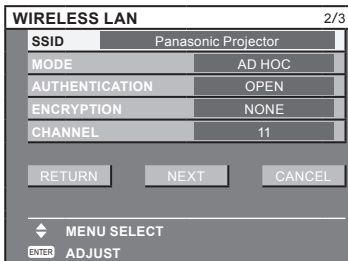 WIRELESS LAN 2/3
SSID Panasonic Projector
MODE AD HOC
AUTHENTICATION OPEN
ENCRYPTION NONE
CHANNEL 11
RETURN NEXT CANCEL
MENU SELECT
ENTER ADJUST